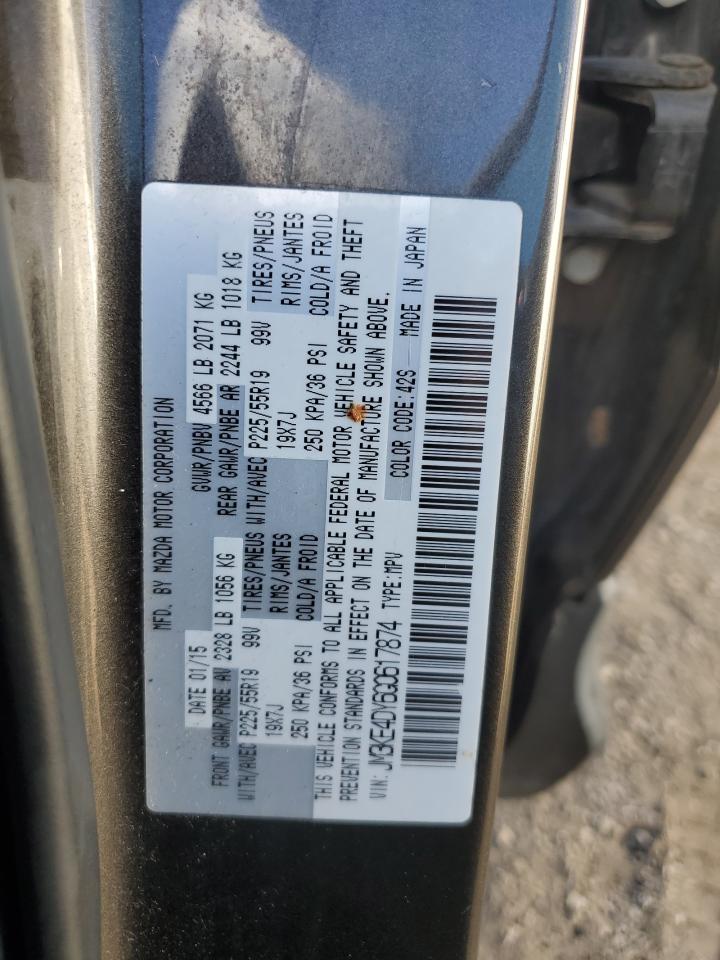 MFD. BY MAZDA MOTOR CORPORATION
DATE 01/15 GVWR/PNBV 4566 LB 2071 KG
FRONT GAWR/PNBE AV 2328 LB 1056 KG REAR GAWR/PNBE AR 2244 LB 1018 KG
WITH/AVEC P225/55R19 99V TIRES/PNEUS WITH/AVEC P225/55R19 99V TIRES/PNEUS
19X7J RIMS/JANTES 19X7J RIMS/JANTES
250 KPA/36 PSI COLD/A FROID 250 KPA/36 PSI COLD/A FROID
THIS VEHICLE CONFORMS TO ALL APPLICABLE FEDERAL MOTOR VEHICLE SAFETY AND THEFT
PREVENTION STANDARDS IN EFFECT ON THE DATE OF MANUFACTURE SHOWN ABOVE.
VIN: JM3KE4DY6G0617874 TYPE:MPV COLOR CODE:42S MADE IN JAPAN